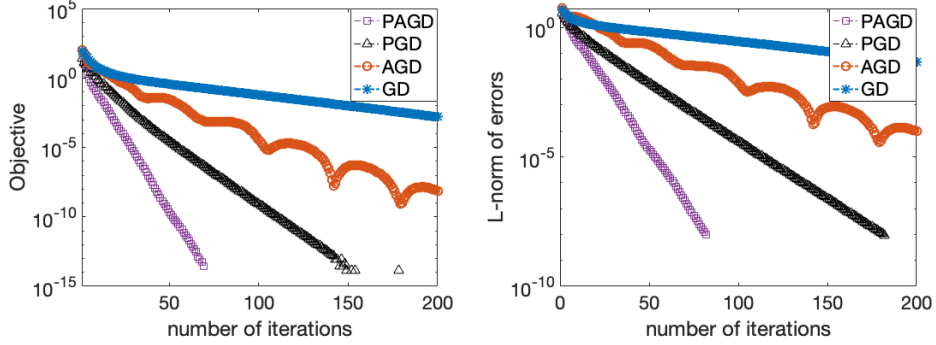 10^5
10^0
10^-5
10^-10
10^-15
Objective
50
100
150
200
number of iterations
PAGD
PGD
AGD
GD
10^0
10^-5
10^-10
L-norm of errors
0
50
100
150
200
number of iterations
PAGD
PGD
AGD
GD